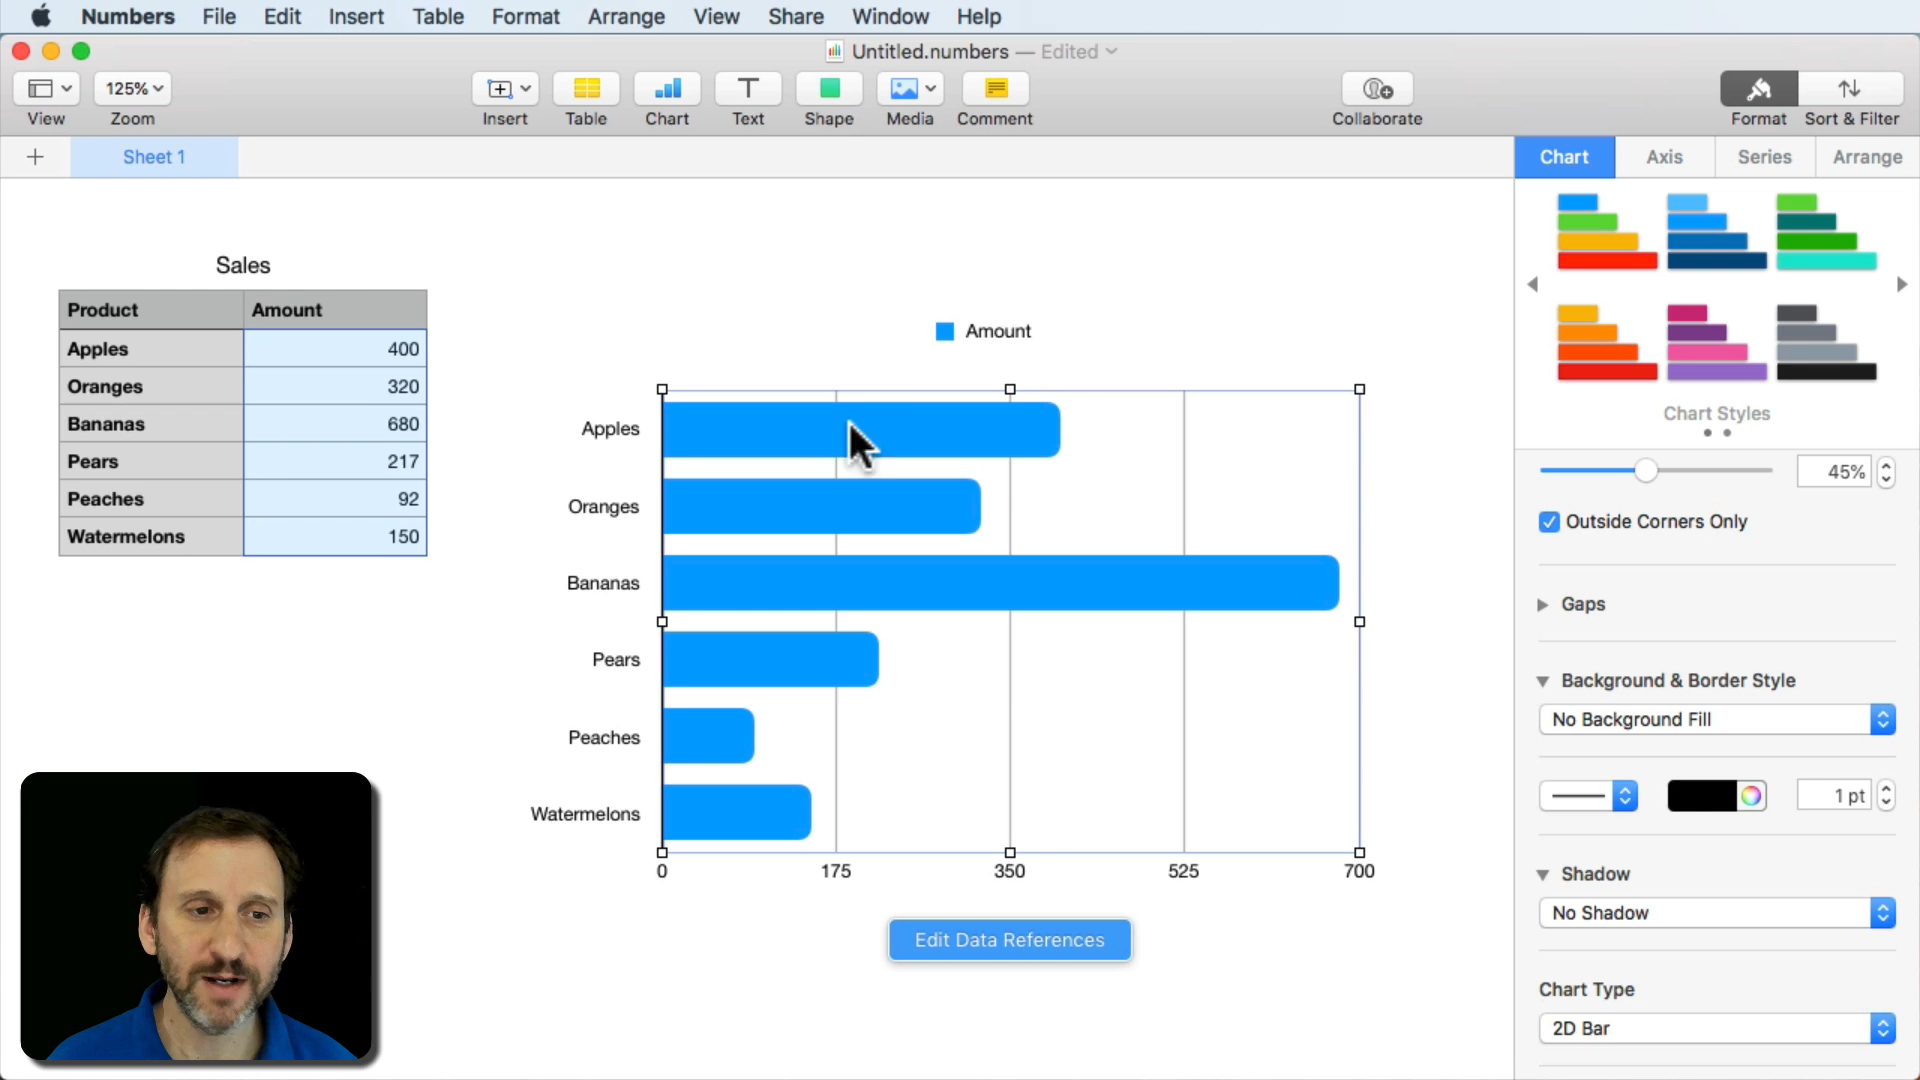 Numbers File Edit Insert Table Format Arrange View Share Window Help
Untitled.numbers — Edited
125%
View Zoom Insert Table Chart Text Shape Media Comment Collaborate Format Sort & Filter
Sheet 1
Chart Axis Series Arrange
Sales
Product Amount
Apples 400
Oranges 320
Bananas 680
Pears 217
Peaches 92
Watermelons 150
Amount
Apples
Oranges
Bananas
Pears
Peaches
Watermelons
0 175 350 525 700
Edit Data References
Chart Styles
45%
Outside Corners Only
Gaps
Background & Border Style
No Background Fill
1 pt
Shadow
No Shadow
Chart Type
2D Bar